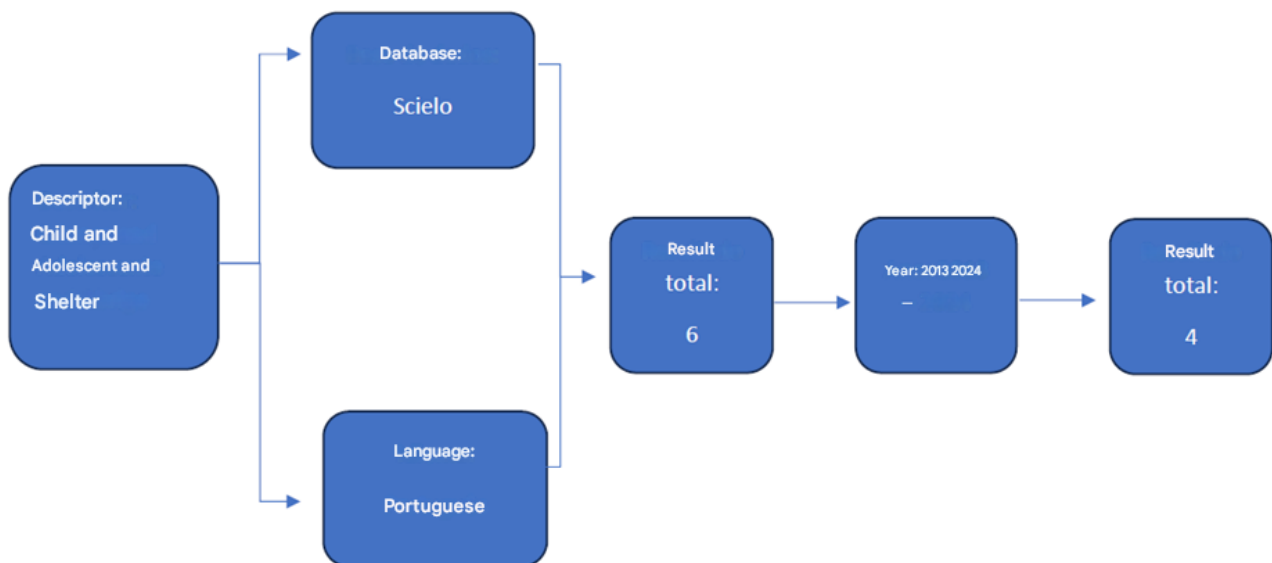 Descriptor:
Child and
Adolescent and
Shelter
Database:
Scielo
Language:
Portuguese
Result
total:
6
Year: 2013 2024
–
Result
total:
4